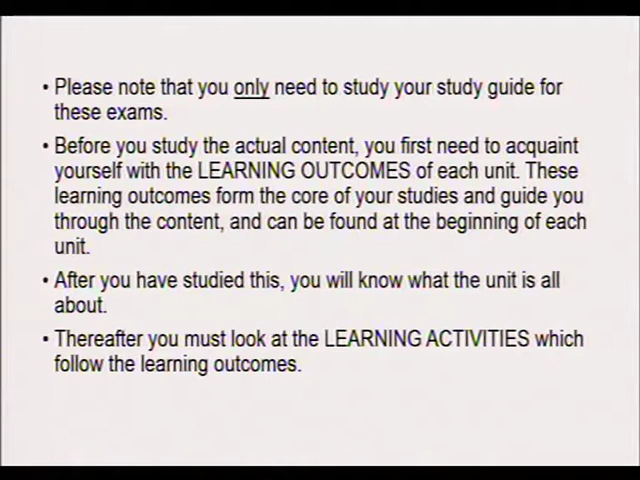 • Please note that you only need to study your study guide for
these exams.
• Before you study the actual content, you first need to acquaint
yourself with the LEARNING OUTCOMES of each unit. These
learning outcomes form the core of your studies and guide you
through the content, and can be found at the beginning of each
unit.
• After you have studied this, you will know what the unit is all
about.
• Thereafter you must look at the LEARNING ACTIVITIES which
follow the learning outcomes.